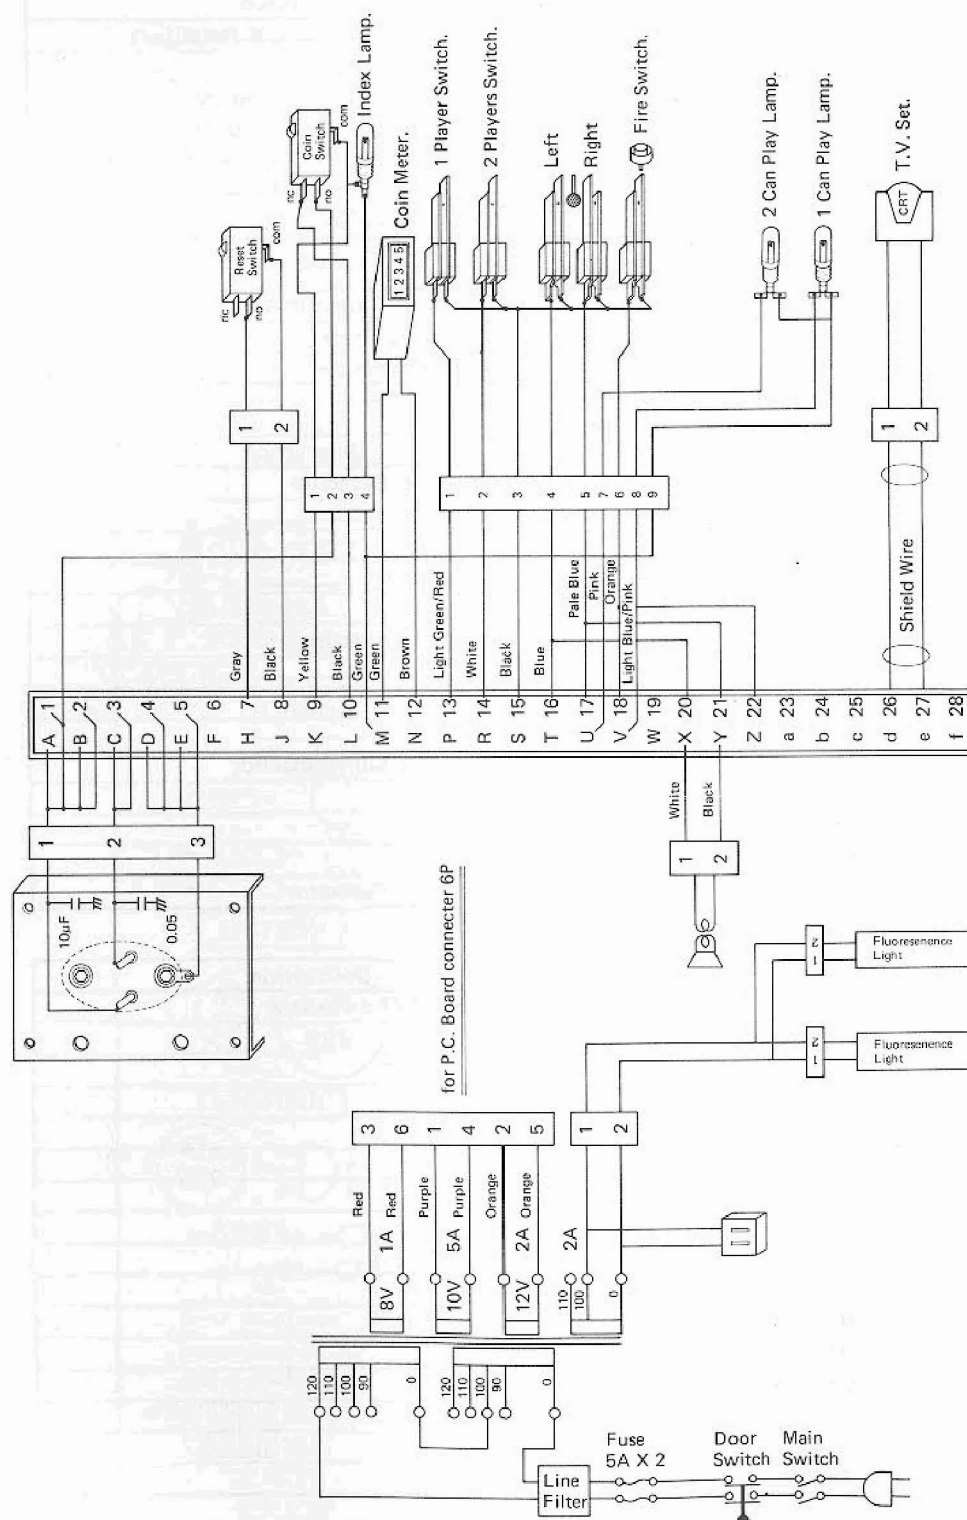 Reset
Switch
nc
no
com
Coin
Switch
nc
no
com
Index Lamp.
Coin Meter.
1 2 3 4 5
1 Player Switch.
2 Players Switch.
Left
Right
Fire Switch.
2 Can Play Lamp.
1 Can Play Lamp.
CRT
T.V. Set.
1
2
1
2
3
4
1
2
3
4
5
7
6
8
9
1
2
Gray
Black
Yellow
Black
Green
Green
Brown
Light Green/Red
White
Black
Blue
Pale Blue
Pink
Orange
Light Blue/Pink
Shield Wire
A 1
B 2
C 3
D 4
E 5
F 6
H 7
J 8
K 9
L 10
M 11
N 12
P 13
R 14
S 15
T 16
U 17
V 18
W 19
X 20
Y 21
Z 22
a 23
b 24
c 25
d 26
e 27
f 28
1
2
3
10μF
0.05
White
Black
1
2
for P.C. Board connecter 6P
3
6
1
4
2
5
1
2
Red
Red
Purple
Purple
Orange
Orange
8V 1A
10V 5A
12V 2A
110
100
0
2A
2
1
Fluoresenence
Light
2
1
Fluoresenence
Light
120
110
100
90
0
120
110
100
90
0
Line
Filter
Fuse
5A X 2
Door
Switch
Main
Switch